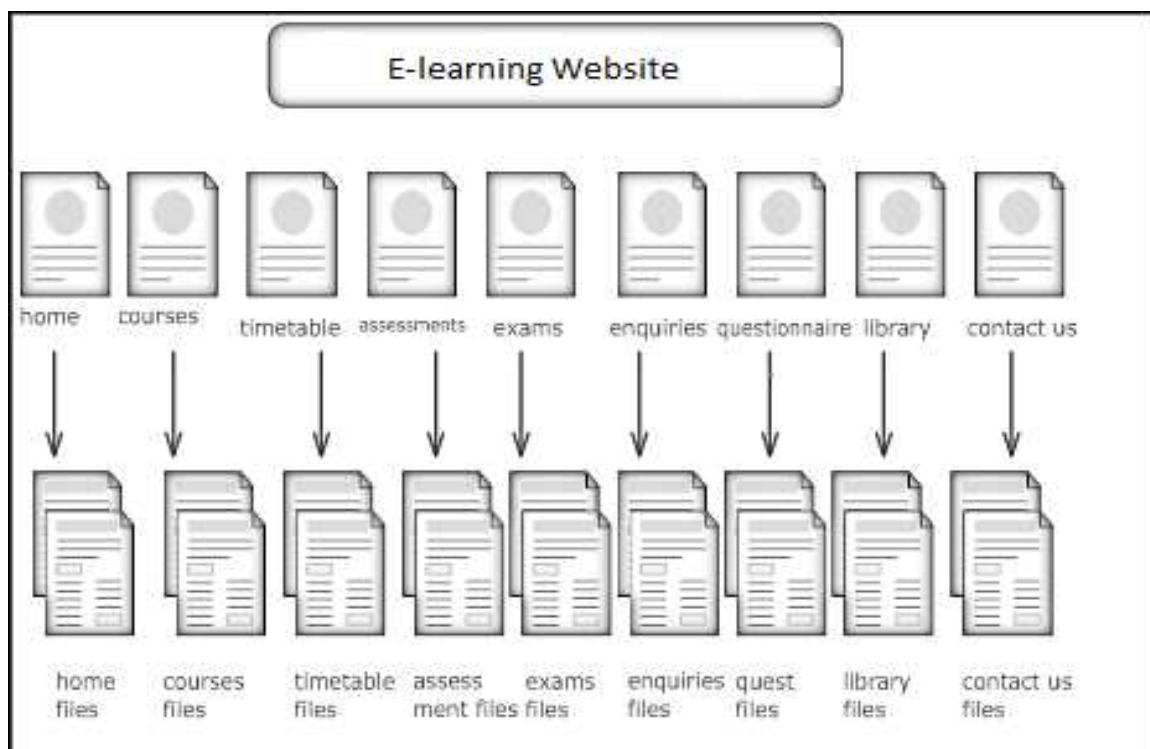 E-learning Website
home courses timetable assessments exams enquiries questionnaire library contact us
home courses timetable assess exams enquiries quest library contact us
files files files ment files files files files files files